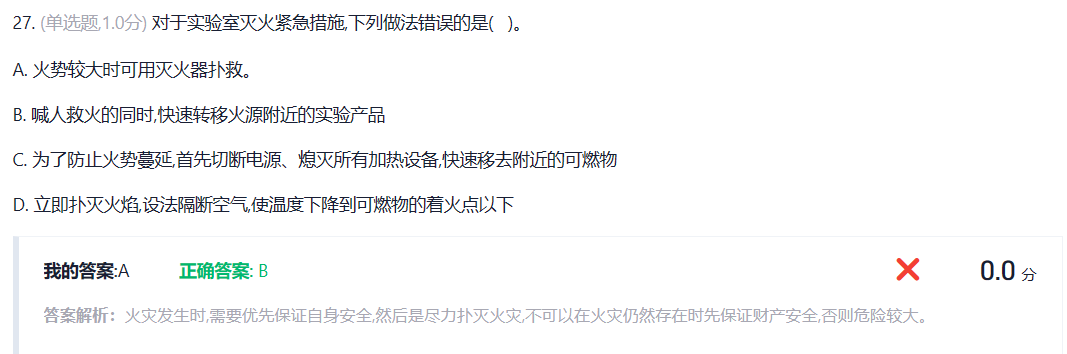 27. (单选题,1.0分) 对于实验室灭火紧急措施,下列做法错误的是( )。
A. 火势较大时可用灭火器扑救。
B. 喊人救火的同时,快速转移火源附近的实验产品
C. 为了防止火势蔓延,首先切断电源、熄灭所有加热设备,快速移去附近的可燃物
D. 立即扑灭火焰,设法隔断空气,使温度下降到可燃物的着火点以下
我的答案:A 正确答案: B 0.0 分
答案解析：火灾发生时,需要优先保证自身安全,然后是尽力扑灭火灾,不可以在火灾仍然存在时先保证财产安全,否则危险较大。